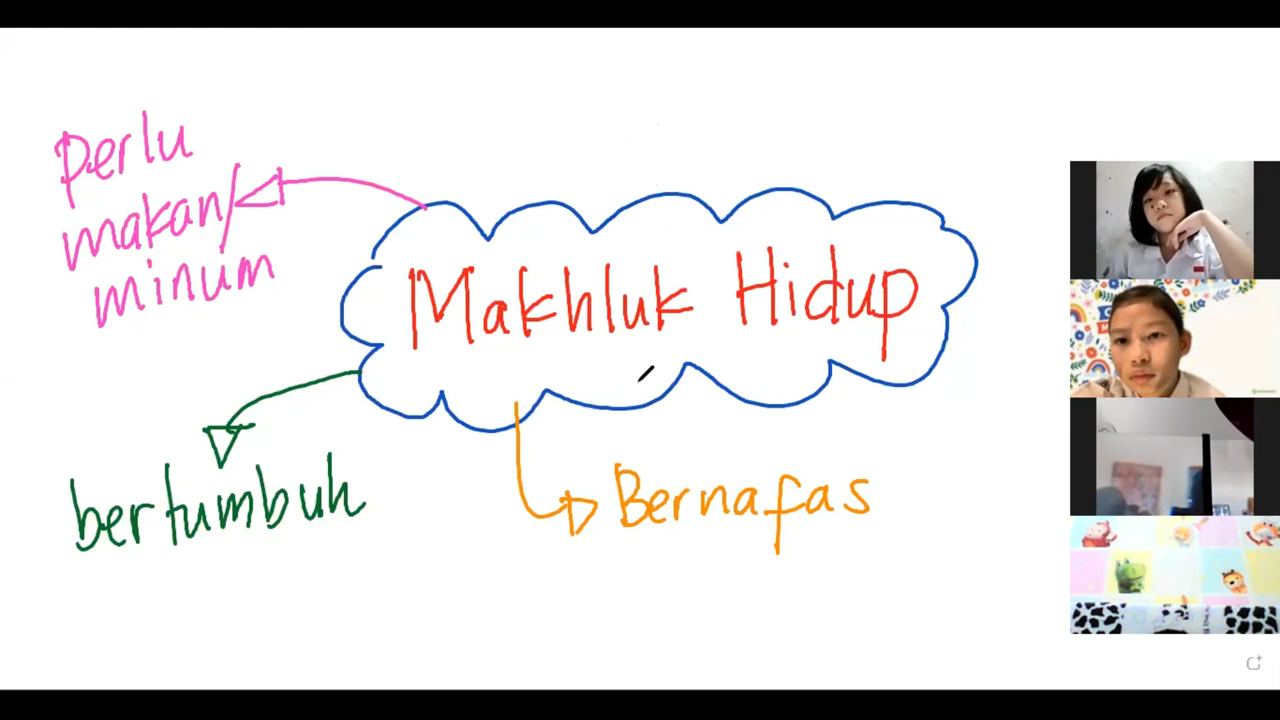 Perlu
makan/
minum
Makhluk Hidup
bertumbuh
Bernafas